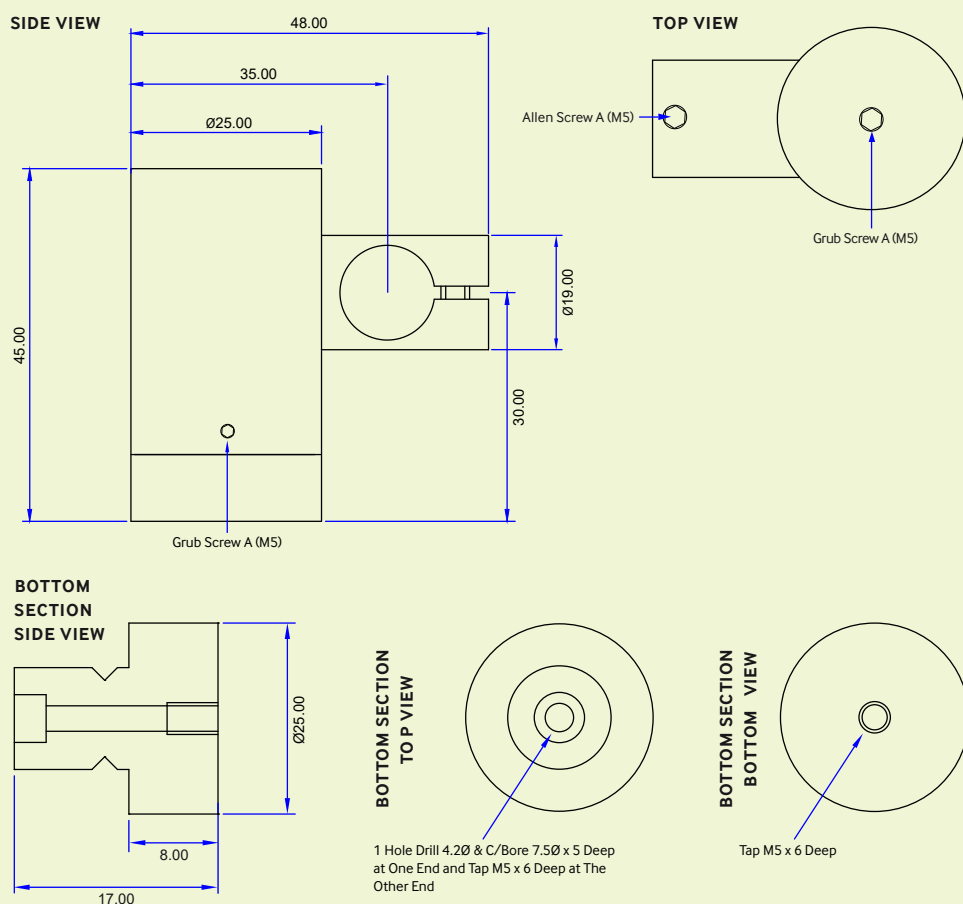 SIDE VIEW
48.00
TOP VIEW
35.00
Ø25.00
Allen Screw A (M5)
Grub Screw A (M5)
Ø19.00
45.00
30.00
Grub Screw A (M5)
BOTTOM
SECTION
SIDE VIEW
Ø25.00
8.00
17.00
BOTTOM SECTION
TO P VIEW
1 Hole Drill 4.2Ø & C/Bore 7.5Ø x 5 Deep
at One End and Tap M5 x 6 Deep at The
Other End
BOTTOM SECTION
BOTTOM VIEW
Tap M5 x 6 Deep